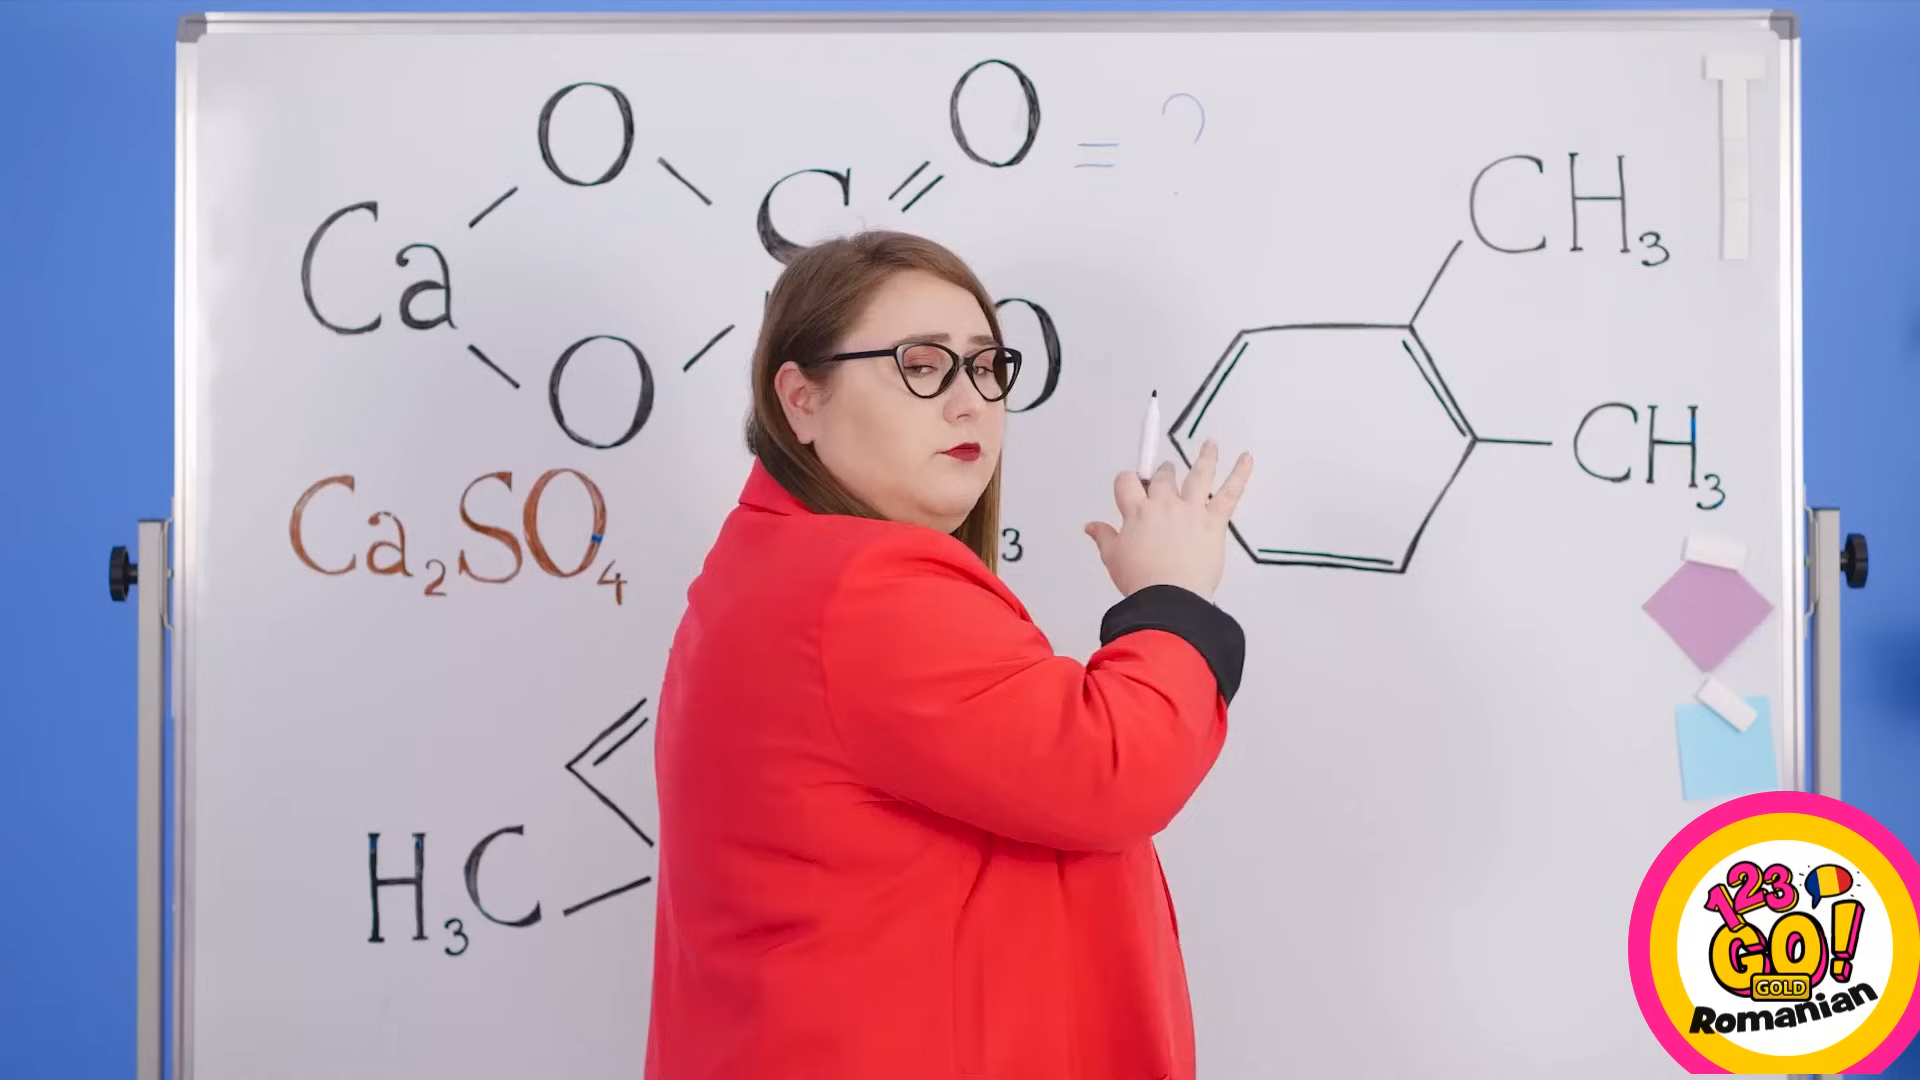 O
O
= ?
Ca
C
CH3
O
O
CH3
Ca2SO4
3
H3C
123
GO!
GOLD
Romanian